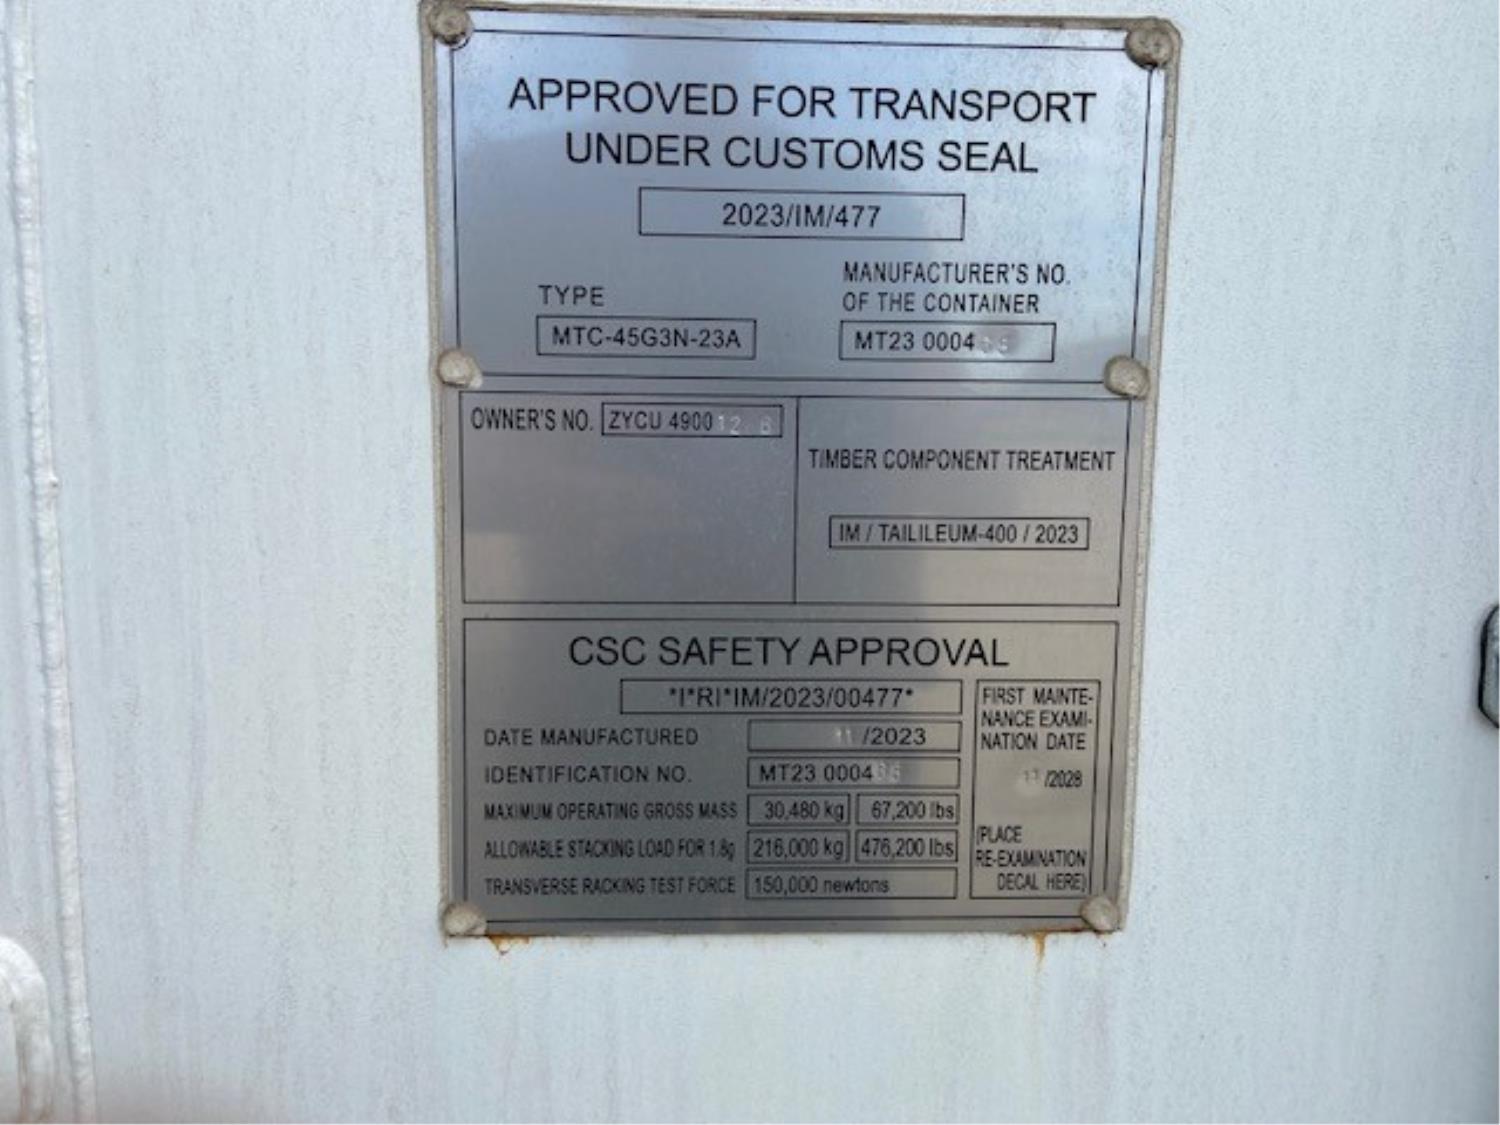 APPROVED FOR TRANSPORT
UNDER CUSTOMS SEAL
2023/IM/477
TYPE
MTC-45G3N-23A
MANUFACTURER'S NO.
OF THE CONTAINER
MT23 0004
OWNER'S NO. ZYCU 490012 6
TIMBER COMPONENT TREATMENT
IM / TAILILEUM-400 / 2023
CSC SAFETY APPROVAL
*I*RI*IM/2023/00477*
DATE MANUFACTURED 11 /2023
IDENTIFICATION NO. MT23 0004
MAXIMUM OPERATING GROSS MASS 30,480 kg 67,200 lbs
ALLOWABLE STACKING LOAD FOR 1.8g 216,000 kg 476,200 lbs
TRANSVERSE RACKING TEST FORCE 150,000 newtons
FIRST MAINTE-
NANCE EXAMI-
NATION DATE
11 /2028
(PLACE
RE-EXAMINATION
DECAL HERE)